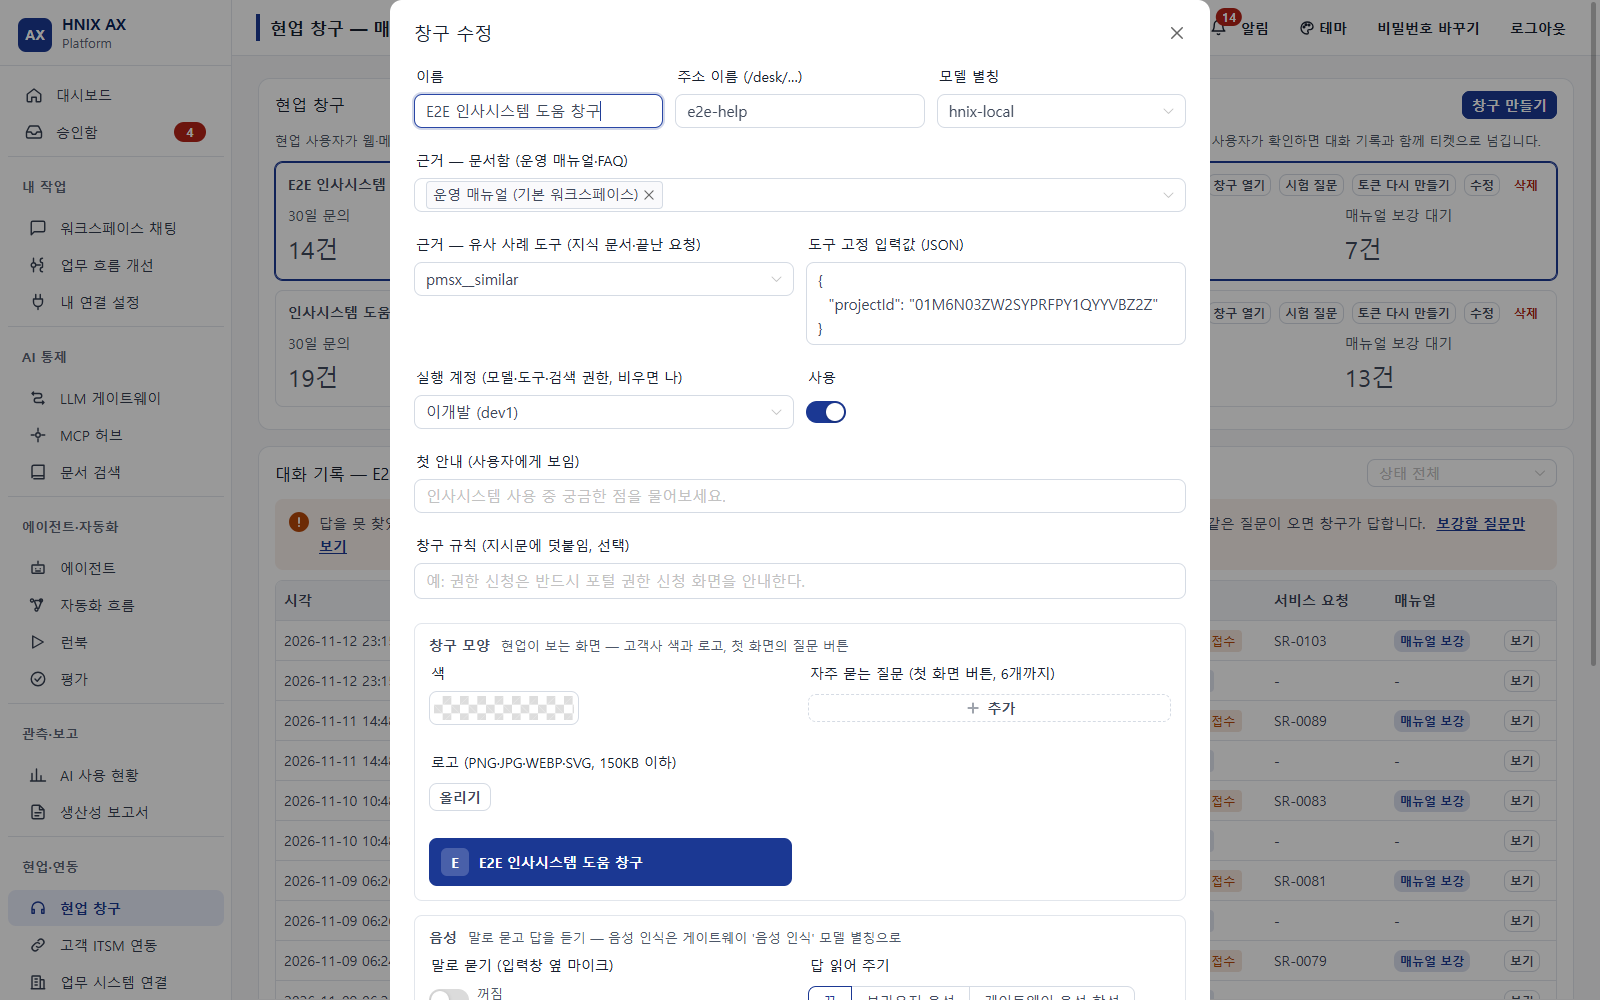 AX
HNIX AX
Platform
대시보드
승인함
4
내 작업
워크스페이스 채팅
업무 흐름 개선
내 연결 설정
AI 통제
LLM 게이트웨이
MCP 허브
문서 검색
에이전트·자동화
에이전트
자동화 흐름
런북
평가
관측·보고
AI 사용 현황
생산성 보고서
현업·연동
현업 창구
고객 ITSM 연동
업무 시스템 연결
현업 창구 — 매
14
알림
테마
비밀번호 바꾸기
로그아웃
현업 창구
창구 만들기
현업 사용자가 웹·메
사용자가 확인하면 대화 기록과 함께 티켓으로 넘깁니다.
E2E 인사시스템
창구 열기
시험 질문
토큰 다시 만들기
수정
삭제
30일 문의
매뉴얼 보강 대기
14건
7건
인사시스템 도움
창구 열기
시험 질문
토큰 다시 만들기
수정
삭제
30일 문의
매뉴얼 보강 대기
19건
13건
대화 기록 — E2
상태 전체
답을 못 찾았
같은 질문이 오면 창구가 답합니다. 보강할 질문만
보기
시각
서비스 요청
매뉴얼
2026-11-12 23:1
접수
SR-0103
매뉴얼 보강
보기
2026-11-12 23:1
-
-
보기
2026-11-11 14:4
접수
SR-0089
매뉴얼 보강
보기
2026-11-11 14:4
-
-
보기
2026-11-10 10:4
접수
SR-0083
매뉴얼 보강
보기
2026-11-10 10:4
-
-
보기
2026-11-09 06:2
접수
SR-0081
매뉴얼 보강
보기
2026-11-09 06:2
-
-
보기
2026-11-09 06:2
접수
SR-0079
매뉴얼 보강
보기
창구 수정
이름
주소 이름 (/desk/...)
모델 별칭
E2E 인사시스템 도움 창구
e2e-help
hnix-local
근거 — 문서함 (운영 매뉴얼·FAQ)
운영 매뉴얼 (기본 워크스페이스)
근거 — 유사 사례 도구 (지식 문서·끝난 요청)
도구 고정 입력값 (JSON)
pmsx__similar
{
"projectId": "01M6N03ZW2SYPRFPY1QYYVBZ2Z"
}
실행 계정 (모델·도구·검색 권한, 비우면 나)
사용
이개발 (dev1)
첫 안내 (사용자에게 보임)
인사시스템 사용 중 궁금한 점을 물어보세요.
창구 규칙 (지시문에 덧붙임, 선택)
예: 권한 신청은 반드시 포털 권한 신청 화면을 안내한다.
창구 모양 현업이 보는 화면 — 고객사 색과 로고, 첫 화면의 질문 버튼
색
자주 묻는 질문 (첫 화면 버튼, 6개까지)
추가
로고 (PNG·JPG·WEBP·SVG, 150KB 이하)
올리기
E
E2E 인사시스템 도움 창구
음성 말로 묻고 답을 듣기 — 음성 인식은 게이트웨이 '음성 인식' 모델 별칭으로
말로 묻기 (입력창 옆 마이크)
답 읽어 주기
꺼짐